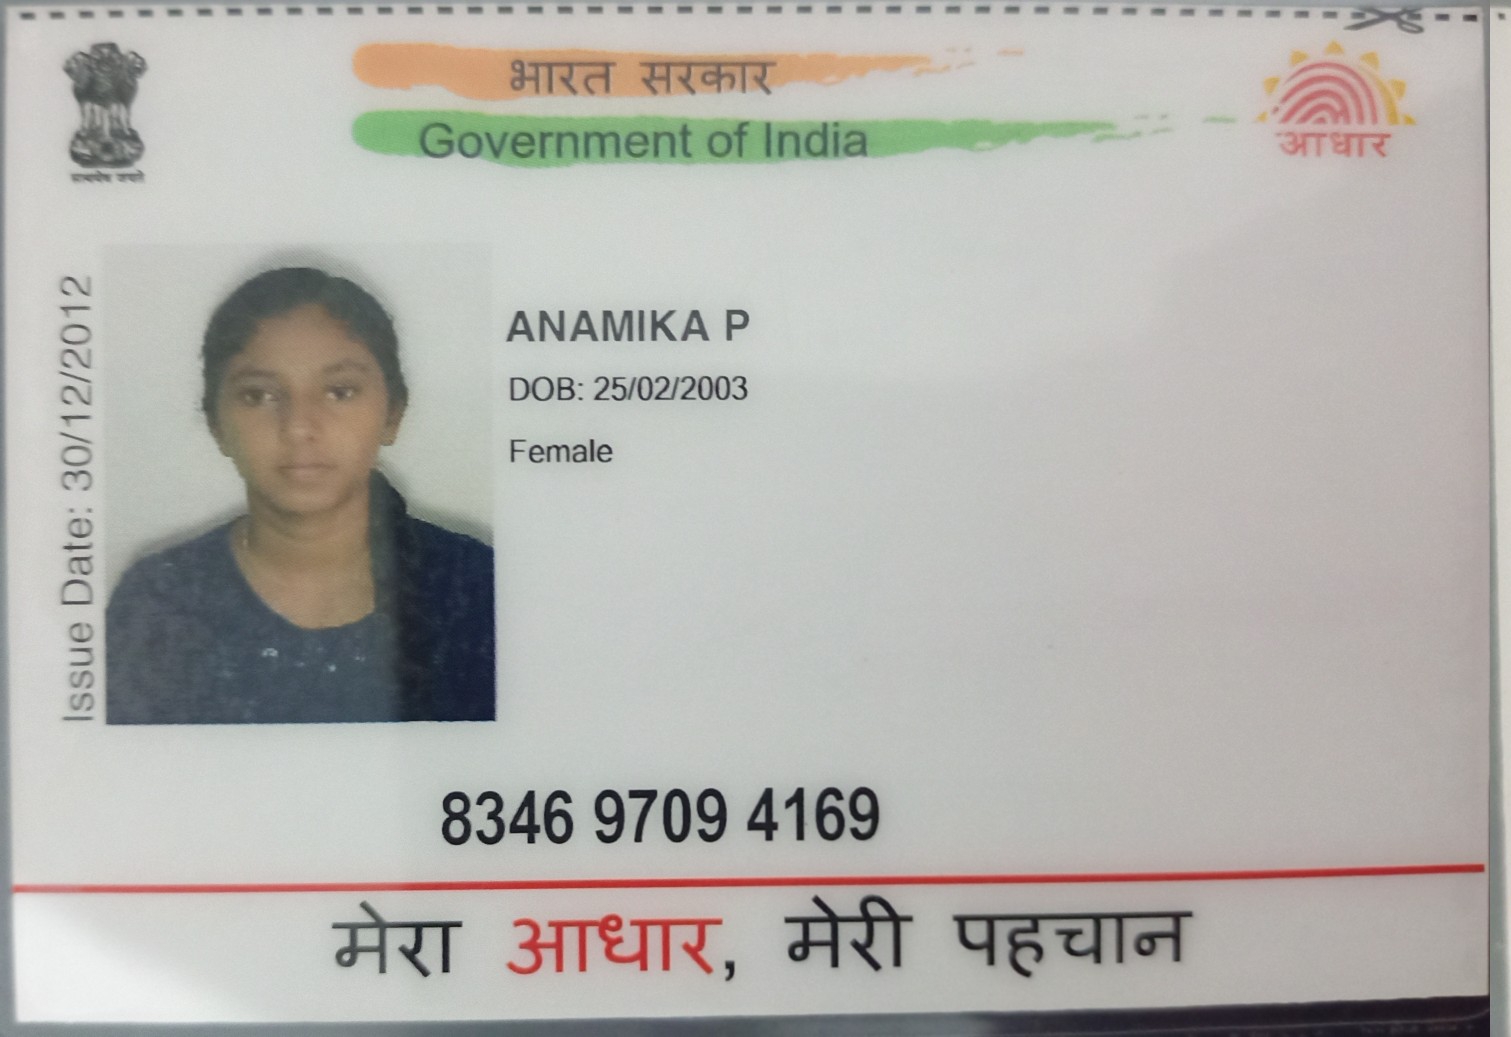 भारत सरकार
Government of India
आधार
सत्यमेव जयते
Issue Date: 30/12/2012
ANAMIKA P
DOB: 25/02/2003
Female
8346 9709 4169
मेरा आधार, मेरी पहचान